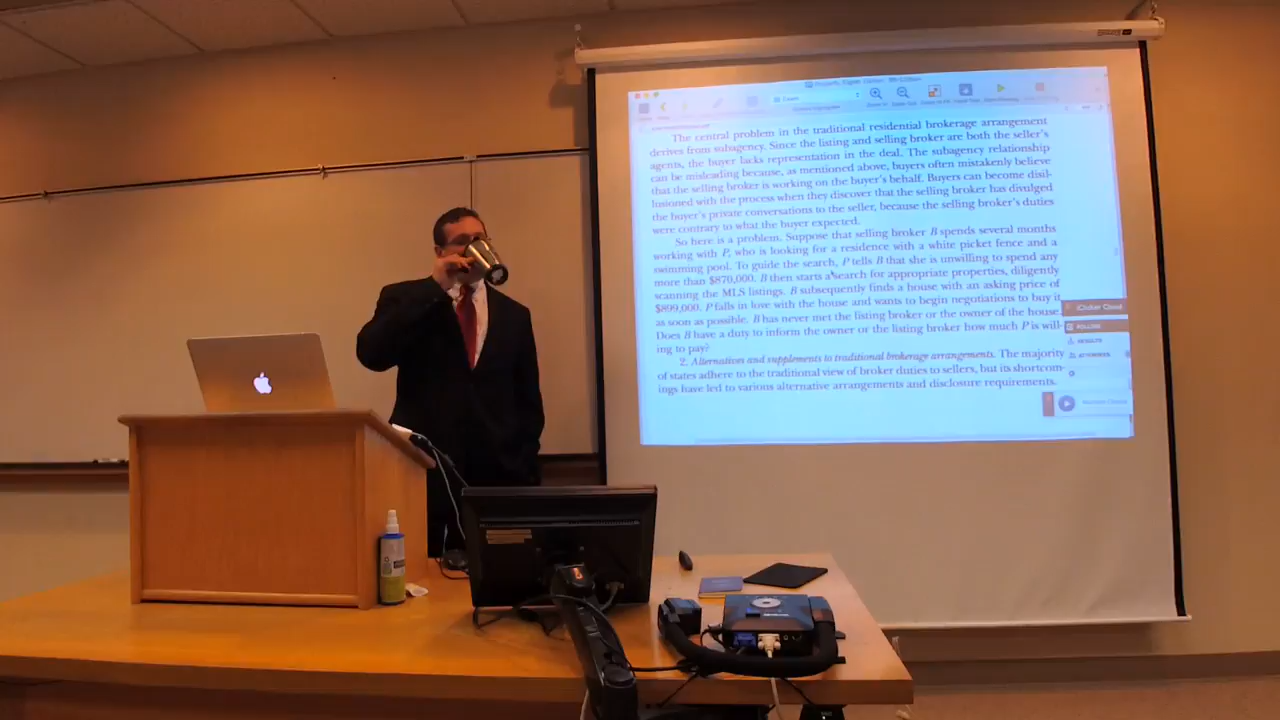 Zoom
The central problem in the traditional residential brokerage arrangement
derives from subagency. Since the listing and selling broker are both the seller's
agents, the buyer lacks representation in the deal. The subagency relationship
can be misleading because, as mentioned above, buyers often mistakenly believe
that the selling broker is working on the buyer's behalf. Buyers can become disil-
lusioned with the process when they discover that the selling broker has divulged
the buyer's private conversations to the seller, because the selling broker's duties
were contrary to what the buyer expected.
So here is a problem. Suppose that selling broker B spends several months
working with P, who is looking for a residence with a white picket fence and a
swimming pool. To guide the search, P tells B that she is unwilling to spend any
more than $870,000. B then starts a search for appropriate properties, diligently
scanning the MLS listings. B subsequently finds a house with an asking price of
$899,000. P falls in love with the house and wants to begin negotiations to buy it
as soon as possible. B has never met the listing broker or the owner of the house.
Does B have a duty to inform the owner or the listing broker how much P is will-
ing to pay?
2. Alternatives and supplements to traditional brokerage arrangements. The majority
of states adhere to the traditional view of broker duties to sellers, but its shortcom-
ings have led to various alternative arrangements and disclosure requirements.
iClicker Cloud
POLLING
RESULTS
Multiple Choice